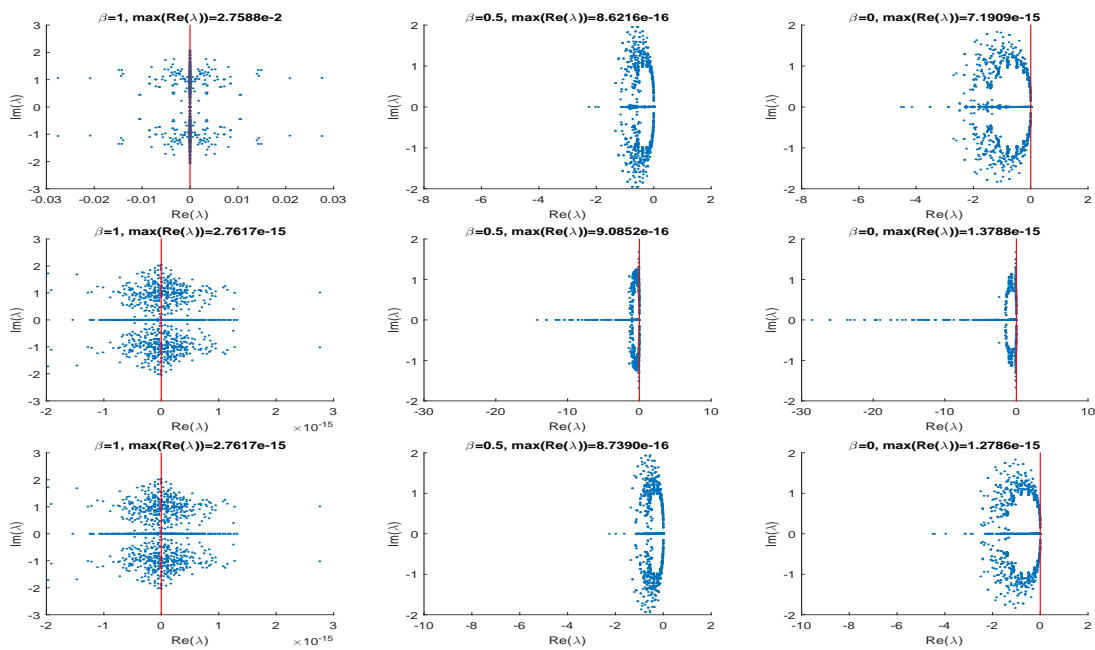 β=1, max(Re(λ))=2.7588e-2
β=0.5, max(Re(λ))=8.6216e-16
β=0, max(Re(λ))=7.1909e-15
3
2
1
0
-1
-2
-3
Im(λ)
-0.03 -0.02 -0.01 0 0.01 0.02 0.03
Re(λ)
2
1
0
-1
-2
Im(λ)
-8 -6 -4 -2 0 2
Re(λ)
2
1
0
-1
-2
Im(λ)
-8 -6 -4 -2 0 2
Re(λ)
β=1, max(Re(λ))=2.7617e-15
β=0.5, max(Re(λ))=9.0852e-16
β=0, max(Re(λ))=1.3788e-15
3
2
1
0
-1
-2
-3
Im(λ)
-2 -1 0 1 2 3
Re(λ)
×10-15
2
1
0
-1
-2
Im(λ)
-30 -20 -10 0 10
Re(λ)
2
1
0
-1
-2
Im(λ)
-30 -20 -10 0 10
Re(λ)
β=1, max(Re(λ))=2.7617e-15
β=0.5, max(Re(λ))=8.7390e-16
β=0, max(Re(λ))=1.2786e-15
3
2
1
0
-1
-2
-3
Im(λ)
-2 -1 0 1 2 3
Re(λ)
×10-15
2
1
0
-1
-2
Im(λ)
-10 -8 -6 -4 -2 0 2
Re(λ)
2
1
0
-1
-2
Im(λ)
-10 -8 -6 -4 -2 0 2
Re(λ)